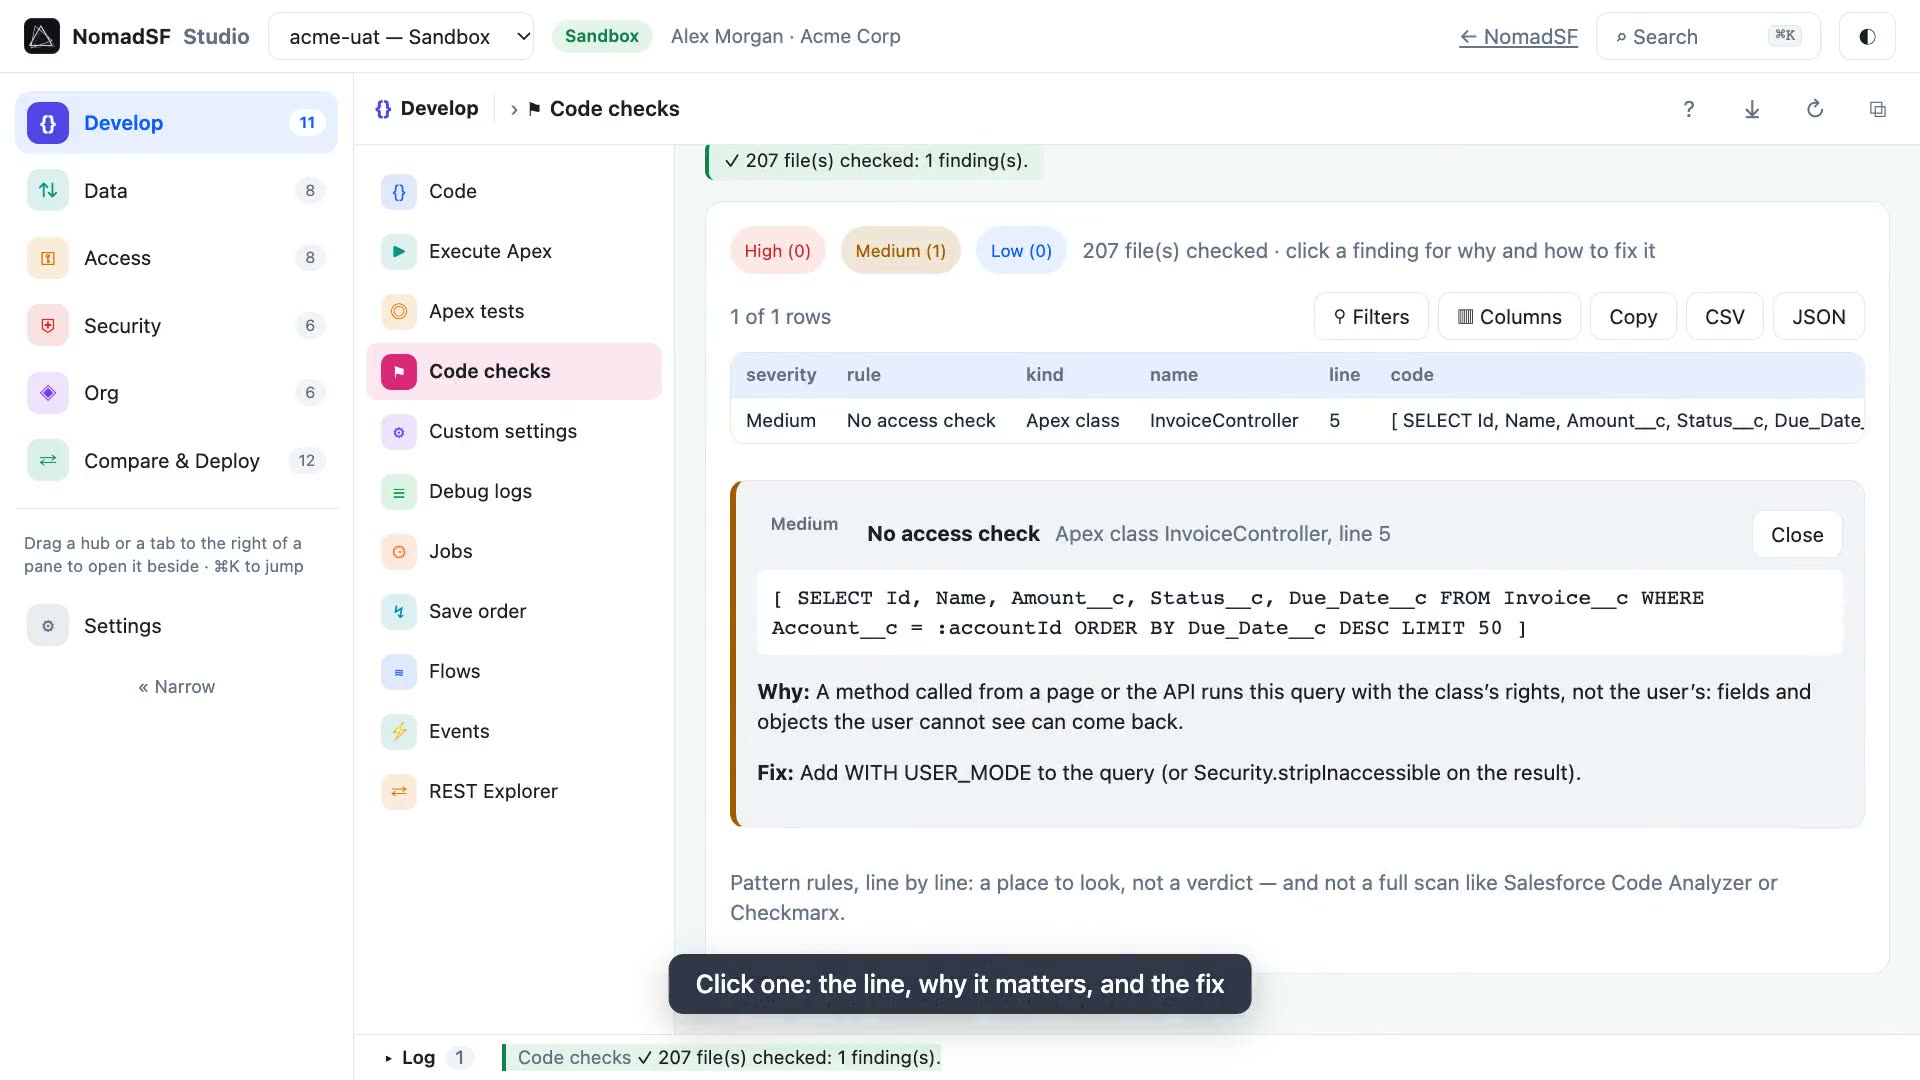 NomadSF Studio
acme-uat — Sandbox
Sandbox
Alex Morgan · Acme Corp
← NomadSF
Search
⌘K
Develop
11
Data
8
Access
8
Security
6
Org
6
Compare & Deploy
12
Drag a hub or a tab to the right of a
pane to open it beside · ⌘K to jump
Settings
« Narrow
{} Develop
› ⚑ Code checks
?
Code
Execute Apex
Apex tests
Code checks
Custom settings
Debug logs
Jobs
Save order
Flows
Events
REST Explorer
✓ 207 file(s) checked: 1 finding(s).
High (0)
Medium (1)
Low (0)
207 file(s) checked · click a finding for why and how to fix it
1 of 1 rows
Filters
Columns
Copy
CSV
JSON
severity rule kind name line code
Medium No access check Apex class InvoiceController 5 [ SELECT Id, Name, Amount__c, Status__c, Due_Date_
Medium
No access check Apex class InvoiceController, line 5
Close
[ SELECT Id, Name, Amount__c, Status__c, Due_Date__c FROM Invoice__c WHERE
Account__c = :accountId ORDER BY Due_Date__c DESC LIMIT 50 ]
Why: A method called from a page or the API runs this query with the class’s rights, not the user’s: fields and
objects the user cannot see can come back.
Fix: Add WITH USER_MODE to the query (or Security.stripInaccessible on the result).
Pattern rules, line by line: a place to look, not a verdict — and not a full scan like Salesforce Code Analyzer or
Checkmarx.
Click one: the line, why it matters, and the fix
▸ Log 1
Code checks ✓ 207 file(s) checked: 1 finding(s).